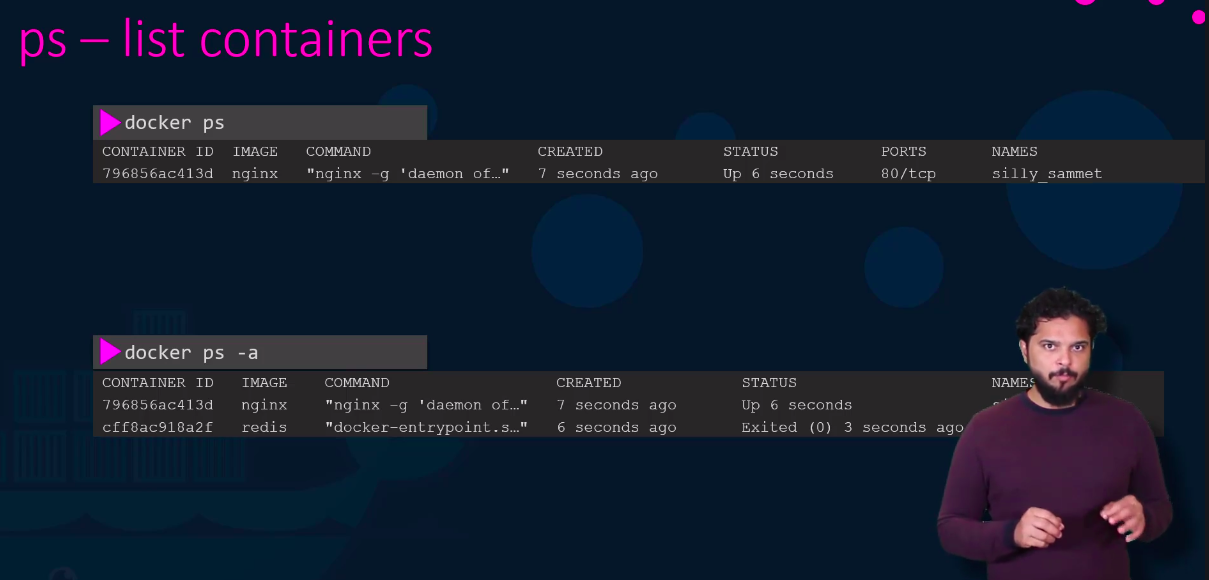 ps – list containers
docker ps
CONTAINER ID IMAGE COMMAND CREATED STATUS PORTS NAMES
796856ac413d nginx "nginx -g 'daemon of…" 7 seconds ago Up 6 seconds 80/tcp silly_sammet
docker ps -a
CONTAINER ID IMAGE COMMAND CREATED STATUS
796856ac413d nginx "nginx -g 'daemon of…" 7 seconds ago Up 6 seconds
cff8ac918a2f redis "docker-entrypoint.s…" 6 seconds ago Exited (0) 3 seconds ago